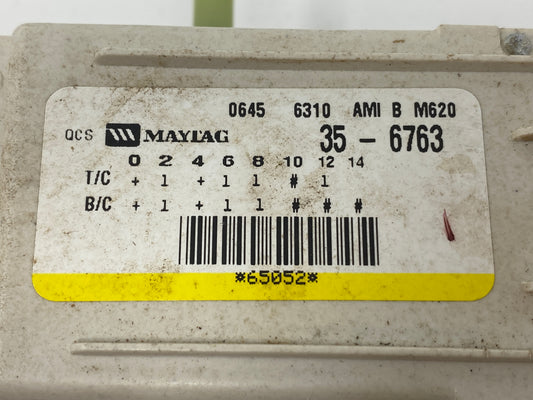 0645 6310 AMI B M620
QCS MAYTAG 35 - 6763
0 2 4 6 8 10 12 14
T/C + 1 + 1 1 # 1
B/C + 1 + 1 1 # # #
*65052*